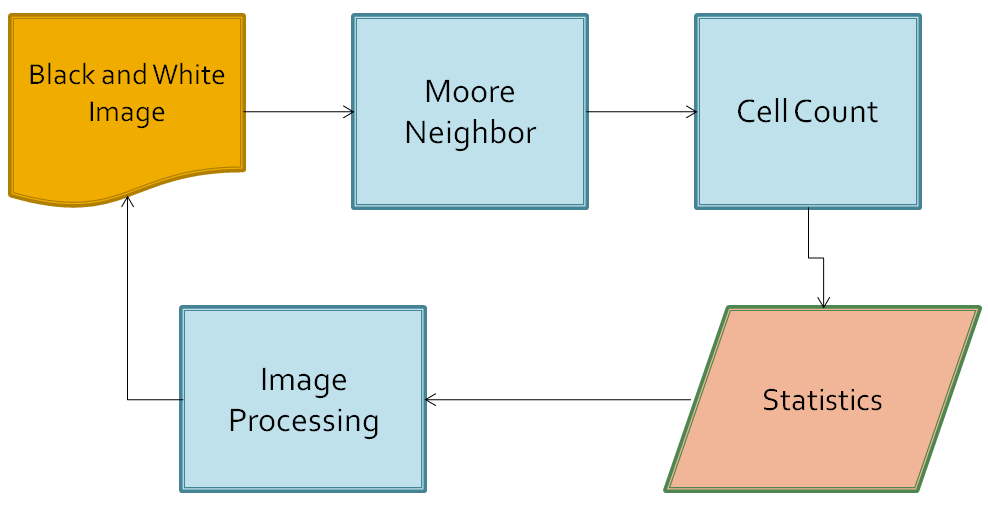 Black and White
Image
Moore
Neighbor
Cell Count
Image
Processing
Statistics